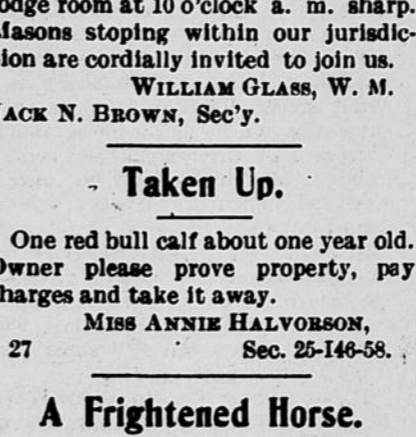 odge room at 10 o'clock a. m. sharp.
Masons stoping within our jurisdic-
ion are cordially invited to join us.
WILLIAM GLASS, W. M.
JACK N. BROWN, Sec'y.
Taken Up.
One red bull calf about one year old.
Owner please prove property, pay
harges and take it away.
MISS ANNIE HALVORSON,
27 Sec. 25-146-58.
A Frightened Horse.